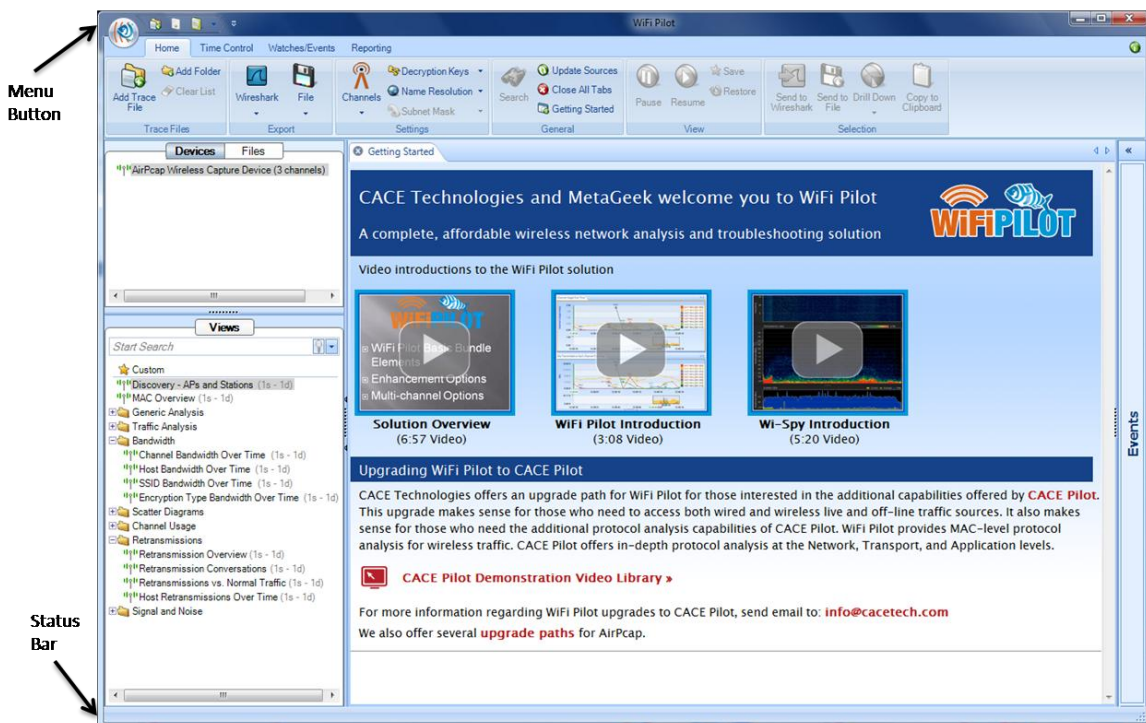 WiFi Pilot
Menu
Button
Home Time Control Watches/Events Reporting
Add Trace
File
Add Folder
Clear List
Trace Files
Wireshark
File
Export
Channels
Decryption Keys
Name Resolution
Subnet Mask
Settings
Search
Update Sources
Close All Tabs
Getting Started
General
Pause
Resume
Save
Restore
View
Send to
Wireshark
Send to
File
Drill Down
Copy to
Clipboard
Selection
Devices Files
AirPcap Wireless Capture Device (3 channels)
Views
Start Search
Custom
Discovery - APs and Stations (1s - 1d)
MAC Overview (1s - 1d)
Generic Analysis
Traffic Analysis
Bandwidth
Channel Bandwidth Over Time (1s - 1d)
Host Bandwidth Over Time (1s - 1d)
SSID Bandwidth Over Time (1s - 1d)
Encryption Type Bandwidth Over Time (1s - 1d)
Scatter Diagrams
Channel Usage
Retransmissions
Retransmission Overview (1s - 1d)
Retransmission Conversations (1s - 1d)
Retransmissions vs. Normal Traffic (1s - 1d)
Host Retransmissions Over Time (1s - 1d)
Signal and Noise
Status
Bar
Getting Started
CACE Technologies and MetaGeek welcome you to WiFi Pilot
A complete, affordable wireless network analysis and troubleshooting solution
WiFiPILOT
Video introductions to the WiFi Pilot solution
WiFiPILOT
WiFi Pilot Basic Bundle
Elements
Enhancement Options
Multi-channel Options
Solution Overview
(6:57 Video)
WiFi Pilot Introduction
(3:08 Video)
Wi-Spy Introduction
(5:20 Video)
Upgrading WiFi Pilot to CACE Pilot
CACE Technologies offers an upgrade path for WiFi Pilot for those interested in the additional capabilities offered by CACE Pilot.
This upgrade makes sense for those who need to access both wired and wireless live and off-line traffic sources. It also makes
sense for those who need the additional protocol analysis capabilities of CACE Pilot. WiFi Pilot provides MAC-level protocol
analysis for wireless traffic. CACE Pilot offers in-depth protocol analysis at the Network, Transport, and Application levels.
CACE Pilot Demonstration Video Library »
For more information regarding WiFi Pilot upgrades to CACE Pilot, send email to: info@cacetech.com
We also offer several upgrade paths for AirPcap.
Events